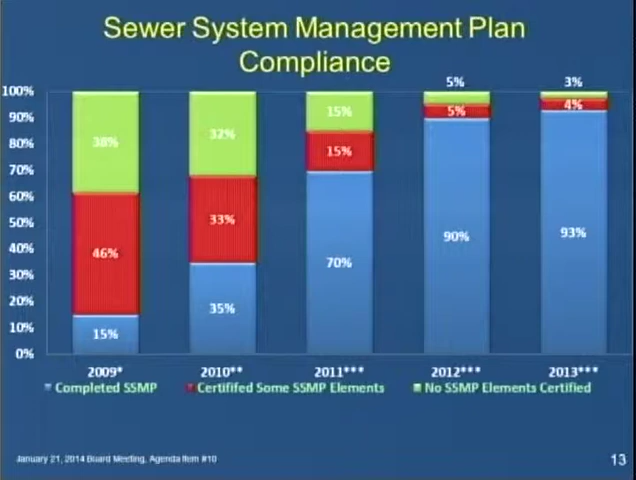 Sewer System Management Plan
Compliance
5% 3%
100%
90%
80%
70%
60%
50%
40%
30%
20%
10%
0%
38% 32% 15% 5% 4%
46% 33% 15%
15% 35% 70% 90% 93%
2009* 2010** 2011*** 2012*** 2013***
Completed SSMP Certififed Some SSMP Elements No SSMP Elements Certified
January 21, 2014 Board Meeting, Agenda Item #10
13